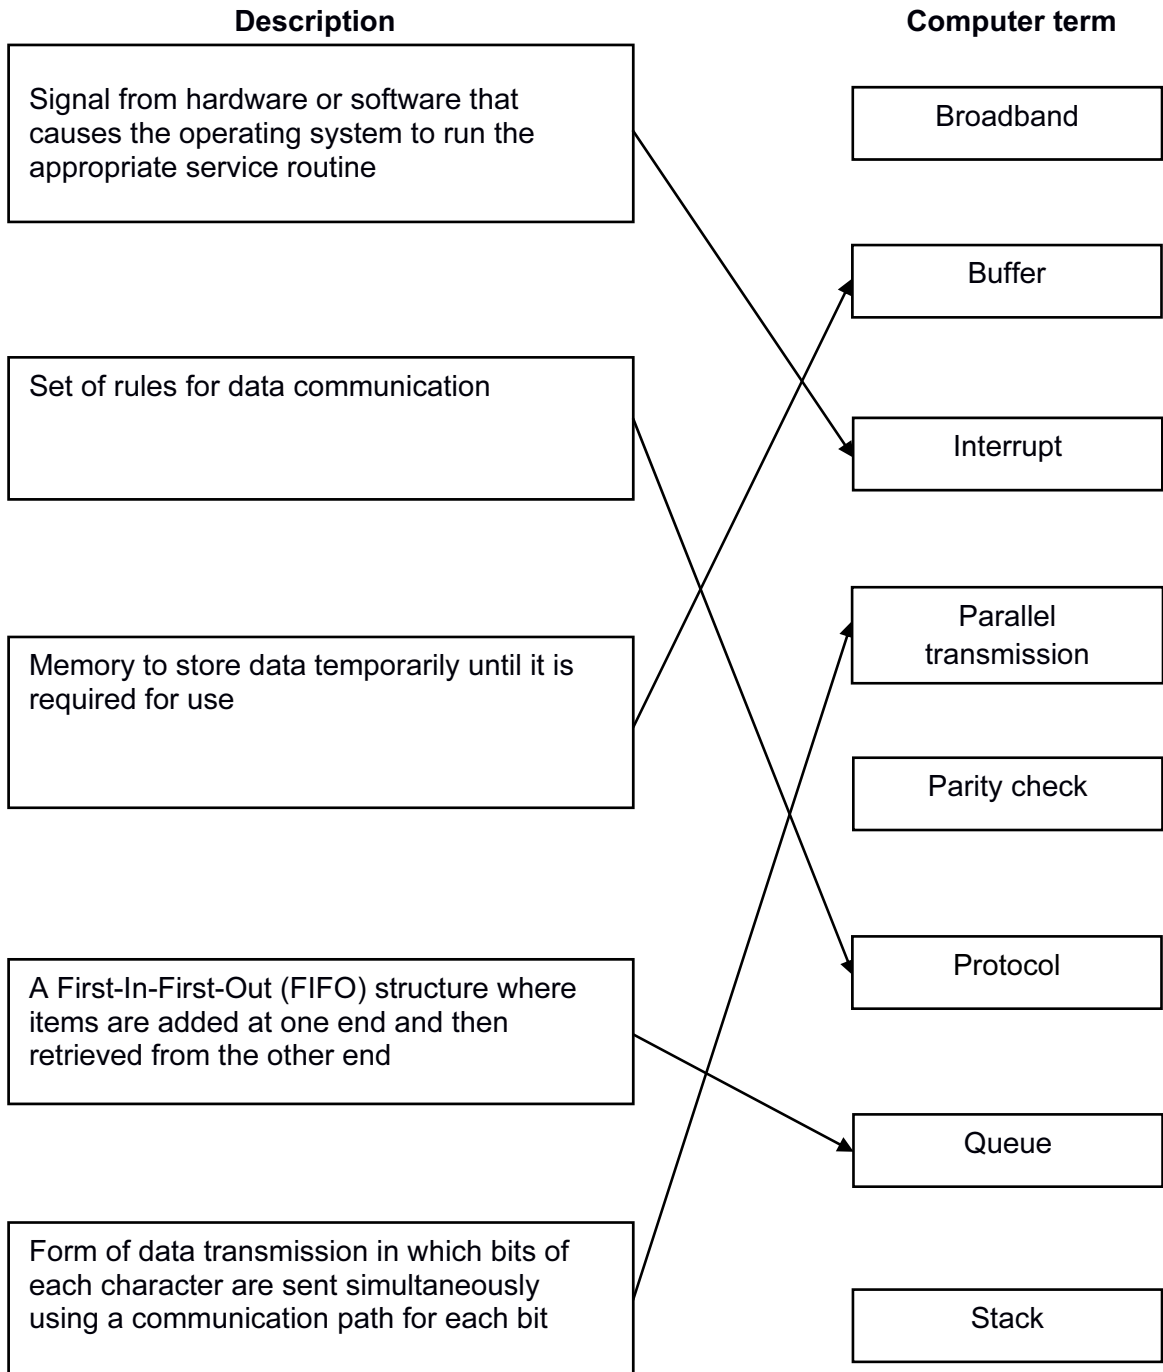 Description
Signal from hardware or software that
causes the operating system to run the
appropriate service routine
Set of rules for data communication
Memory to store data temporarily until it is
required for use
A First-In-First-Out (FIFO) structure where
items are added at one end and then
retrieved from the other end
Form of data transmission in which bits of
each character are sent simultaneously
using a communication path for each bit
Computer term
Broadband
Buffer
Interrupt
Parallel
transmission
Parity check
Protocol
Queue
Stack